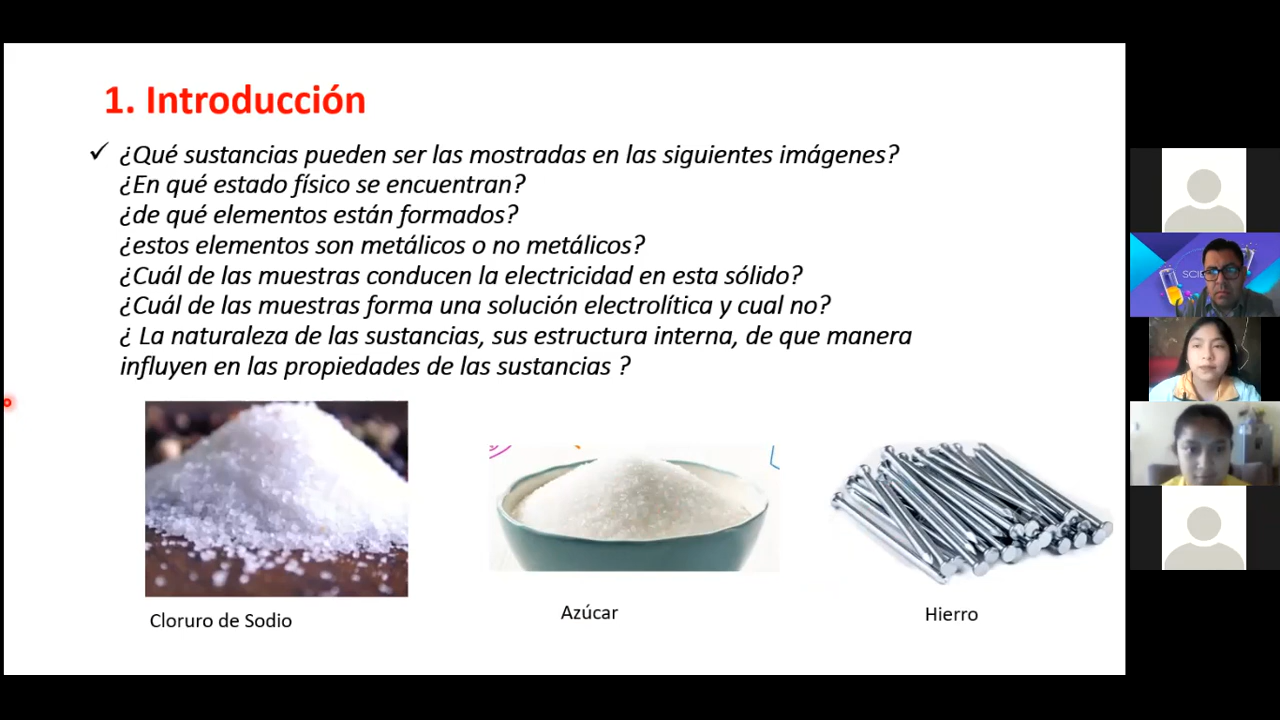 1. Introducción
✓ ¿Qué sustancias pueden ser las mostradas en las siguientes imágenes?
¿En qué estado físico se encuentran?
¿de qué elementos están formados?
¿estos elementos son metálicos o no metálicos?
¿Cuál de las muestras conducen la electricidad en esta sólido?
¿Cuál de las muestras forma una solución electrolítica y cual no?
¿ La naturaleza de las sustancias, sus estructura interna, de que manera
influyen en las propiedades de las sustancias ?
Cloruro de Sodio
Azúcar
Hierro